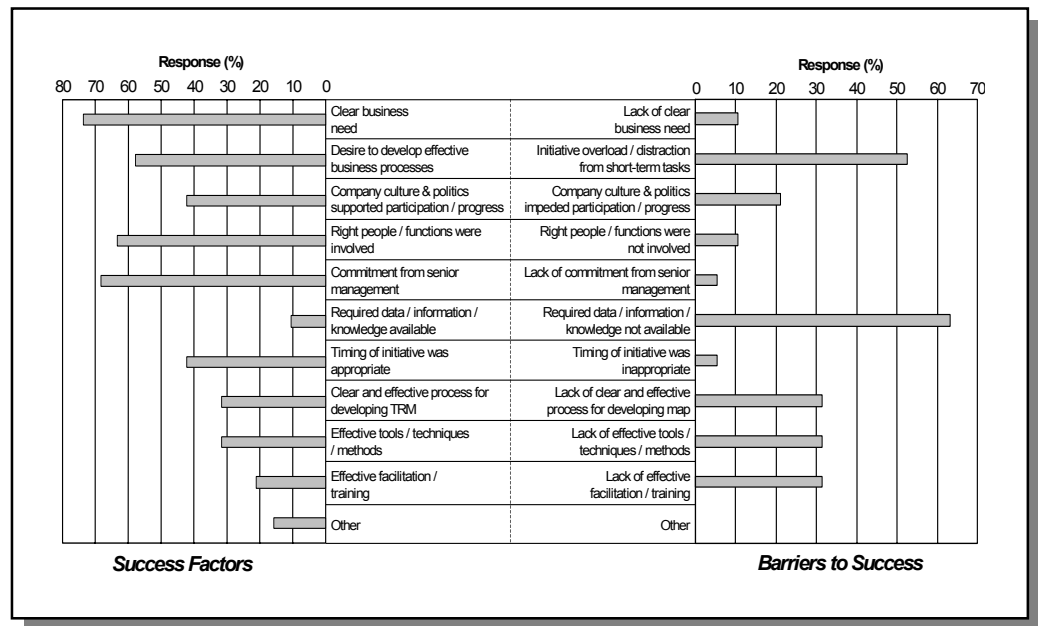 Response (%)
80 70 60 50 40 30 20 10 0
Response (%)
0 10 20 30 40 50 60 70
Clear business
need
Lack of clear
business need
Desire to develop effective
business processes
Initiative overload / distraction
from short-term tasks
Company culture & politics
supported participation / progress
Company culture & politics
impeded participation / progress
Right people / functions were
involved
Right people / functions were
not involved
Commitment from senior
management
Lack of commitment from senior
management
Required data / information /
knowledge available
Required data / information /
knowledge not available
Timing of initiative was
appropriate
Timing of initiative was
inappropriate
Clear and effective process for
developing TRM
Lack of clear and effective
process for developing map
Effective tools / techniques
/ methods
Lack of effective tools /
techniques / methods
Effective facilitation /
training
Lack of effective
facilitation / training
Other
Other
Success Factors
Barriers to Success